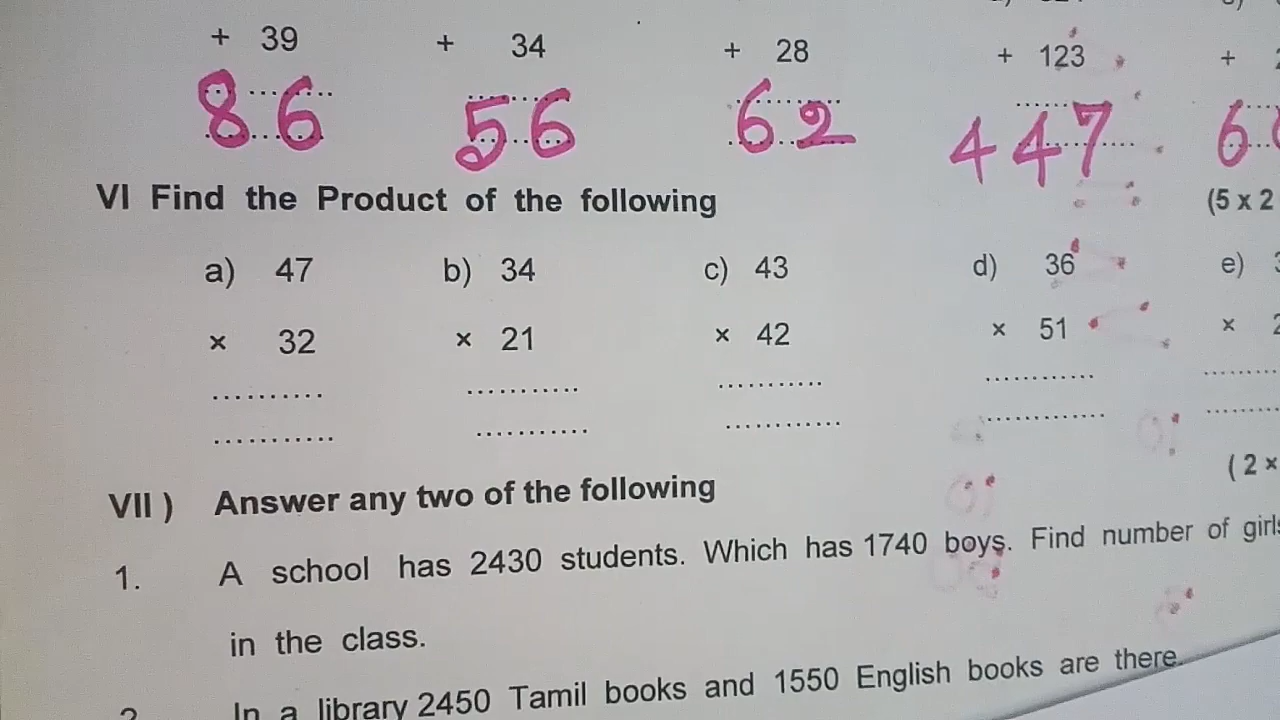 + 39 + 34 + 28 + 123 +
86 56 62 447 6
VI Find the Product of the following (5 x 2
a) 47 b) 34 c) 43 d) 36 e)
× 32 × 21 × 42 × 51 ×
VII ) Answer any two of the following ( 2 ×
1. A school has 2430 students. Which has 1740 boys. Find number of girls
in the class.
In a library 2450 Tamil books and 1550 English books are there.